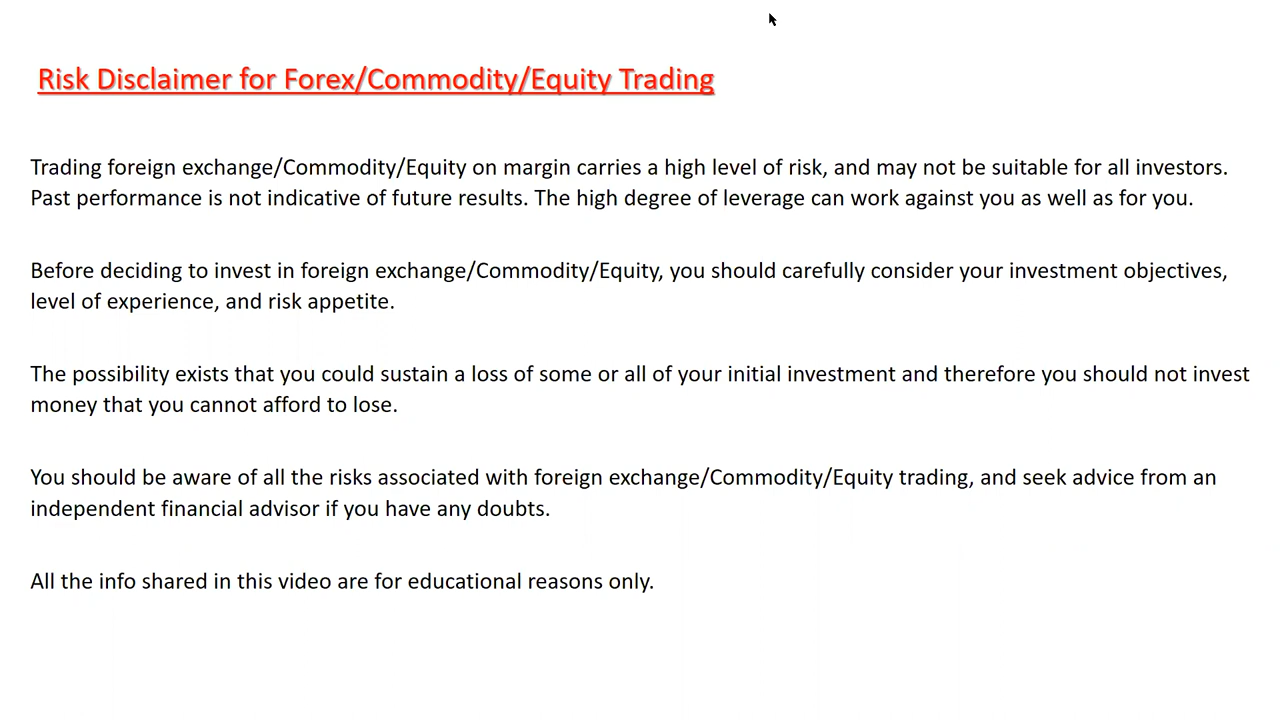 Risk Disclaimer for Forex/Commodity/Equity Trading
Trading foreign exchange/Commodity/Equity on margin carries a high level of risk, and may not be suitable for all investors.
Past performance is not indicative of future results. The high degree of leverage can work against you as well as for you.
Before deciding to invest in foreign exchange/Commodity/Equity, you should carefully consider your investment objectives,
level of experience, and risk appetite.
The possibility exists that you could sustain a loss of some or all of your initial investment and therefore you should not invest
money that you cannot afford to lose.
You should be aware of all the risks associated with foreign exchange/Commodity/Equity trading, and seek advice from an
independent financial advisor if you have any doubts.
All the info shared in this video are for educational reasons only.